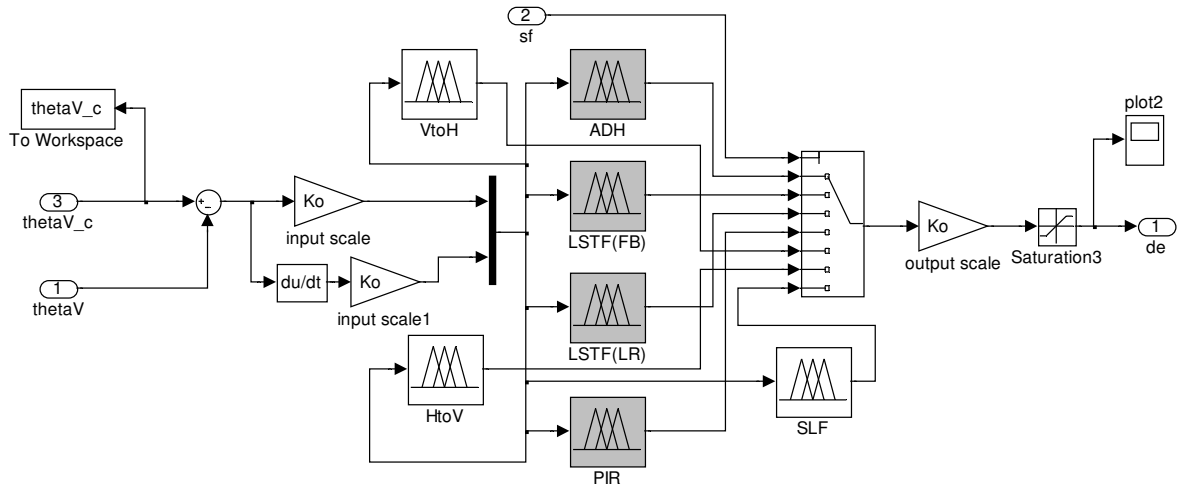 2
sf
plot2
thetaV_c
To Workspace
VtoH
ADH
3
thetaV_c
+
-
Ko
input scale
LSTF(FB)
Ko
output scale
Saturation3
1
de
1
thetaV
du/dt
Ko
input scale1
LSTF(LR)
HtoV
SLF
PIR